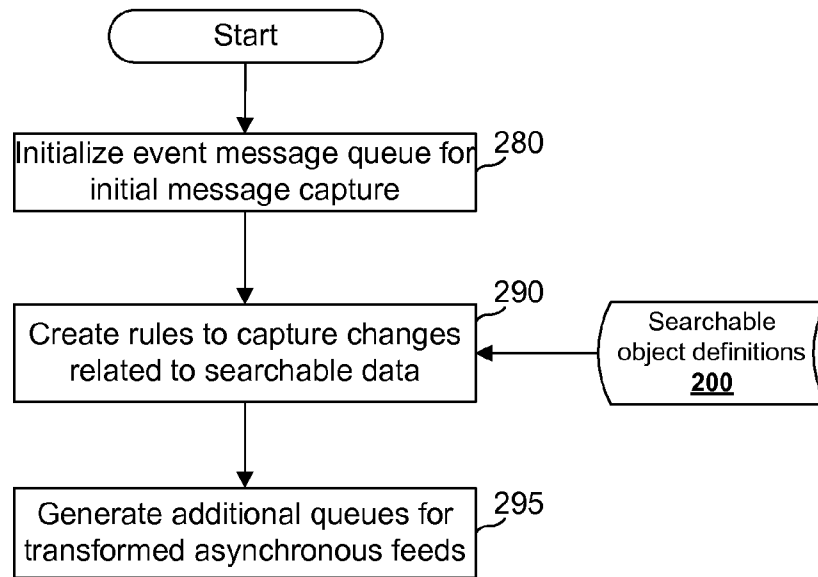 Start
Initialize event message queue for
initial message capture
280
Create rules to capture changes
related to searchable data
290
Searchable
object definitions
200
Generate additional queues for
transformed asynchronous feeds
295